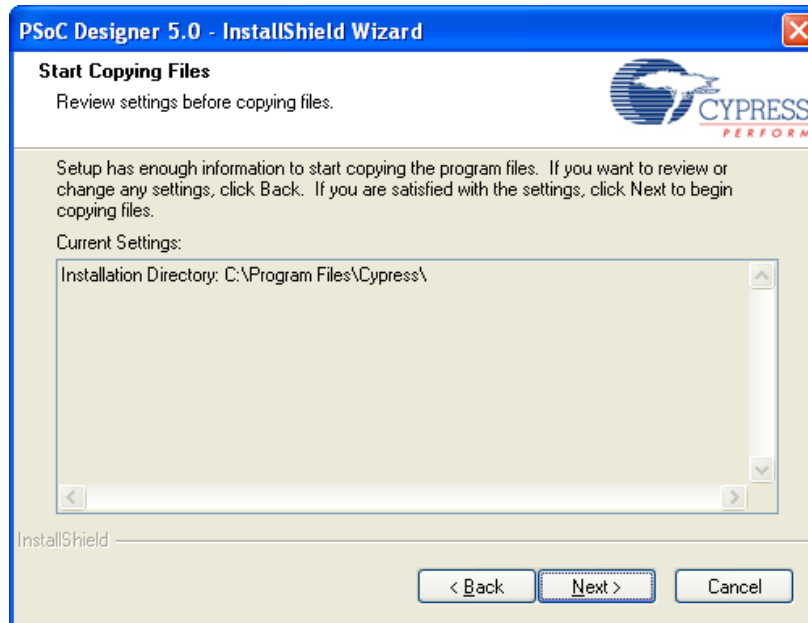 PSoC Designer 5.0 - InstallShield Wizard
Start Copying Files
Review settings before copying files.
CYPRESS
PERFORM
Setup has enough information to start copying the program files. If you want to review or
change any settings, click Back. If you are satisfied with the settings, click Next to begin
copying files.
Current Settings:
Installation Directory: C:\Program Files\Cypress\
InstallShield
< Back
Next >
Cancel